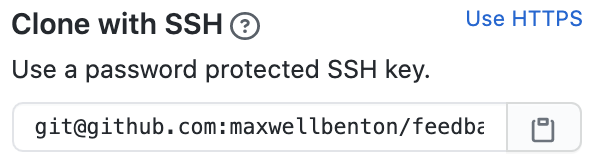 Clone with SSH ?
Use HTTPS
Use a password protected SSH key.
git@github.com:maxwellbenton/feedba